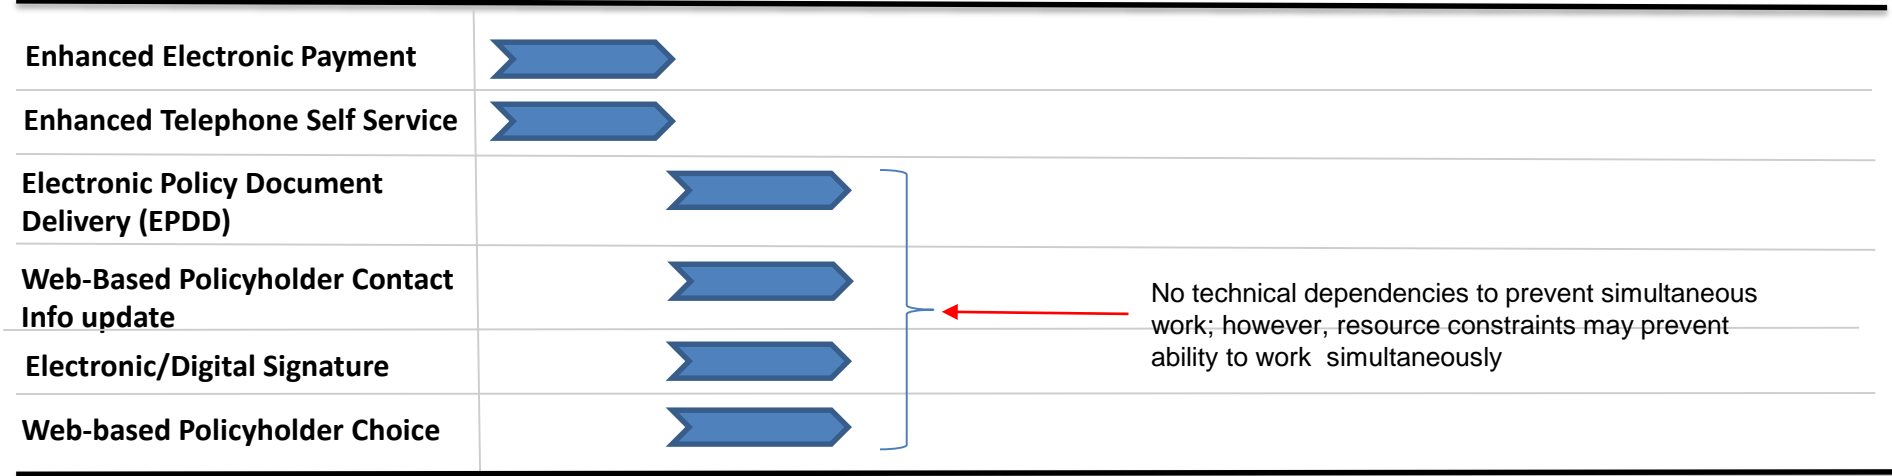 Enhanced Electronic Payment
Enhanced Telephone Self Service
Electronic Policy Document
Delivery (EPDD)
Web-Based Policyholder Contact
Info update
Electronic/Digital Signature
Web-based Policyholder Choice
No technical dependencies to prevent simultaneous
work; however, resource constraints may prevent
ability to work simultaneously